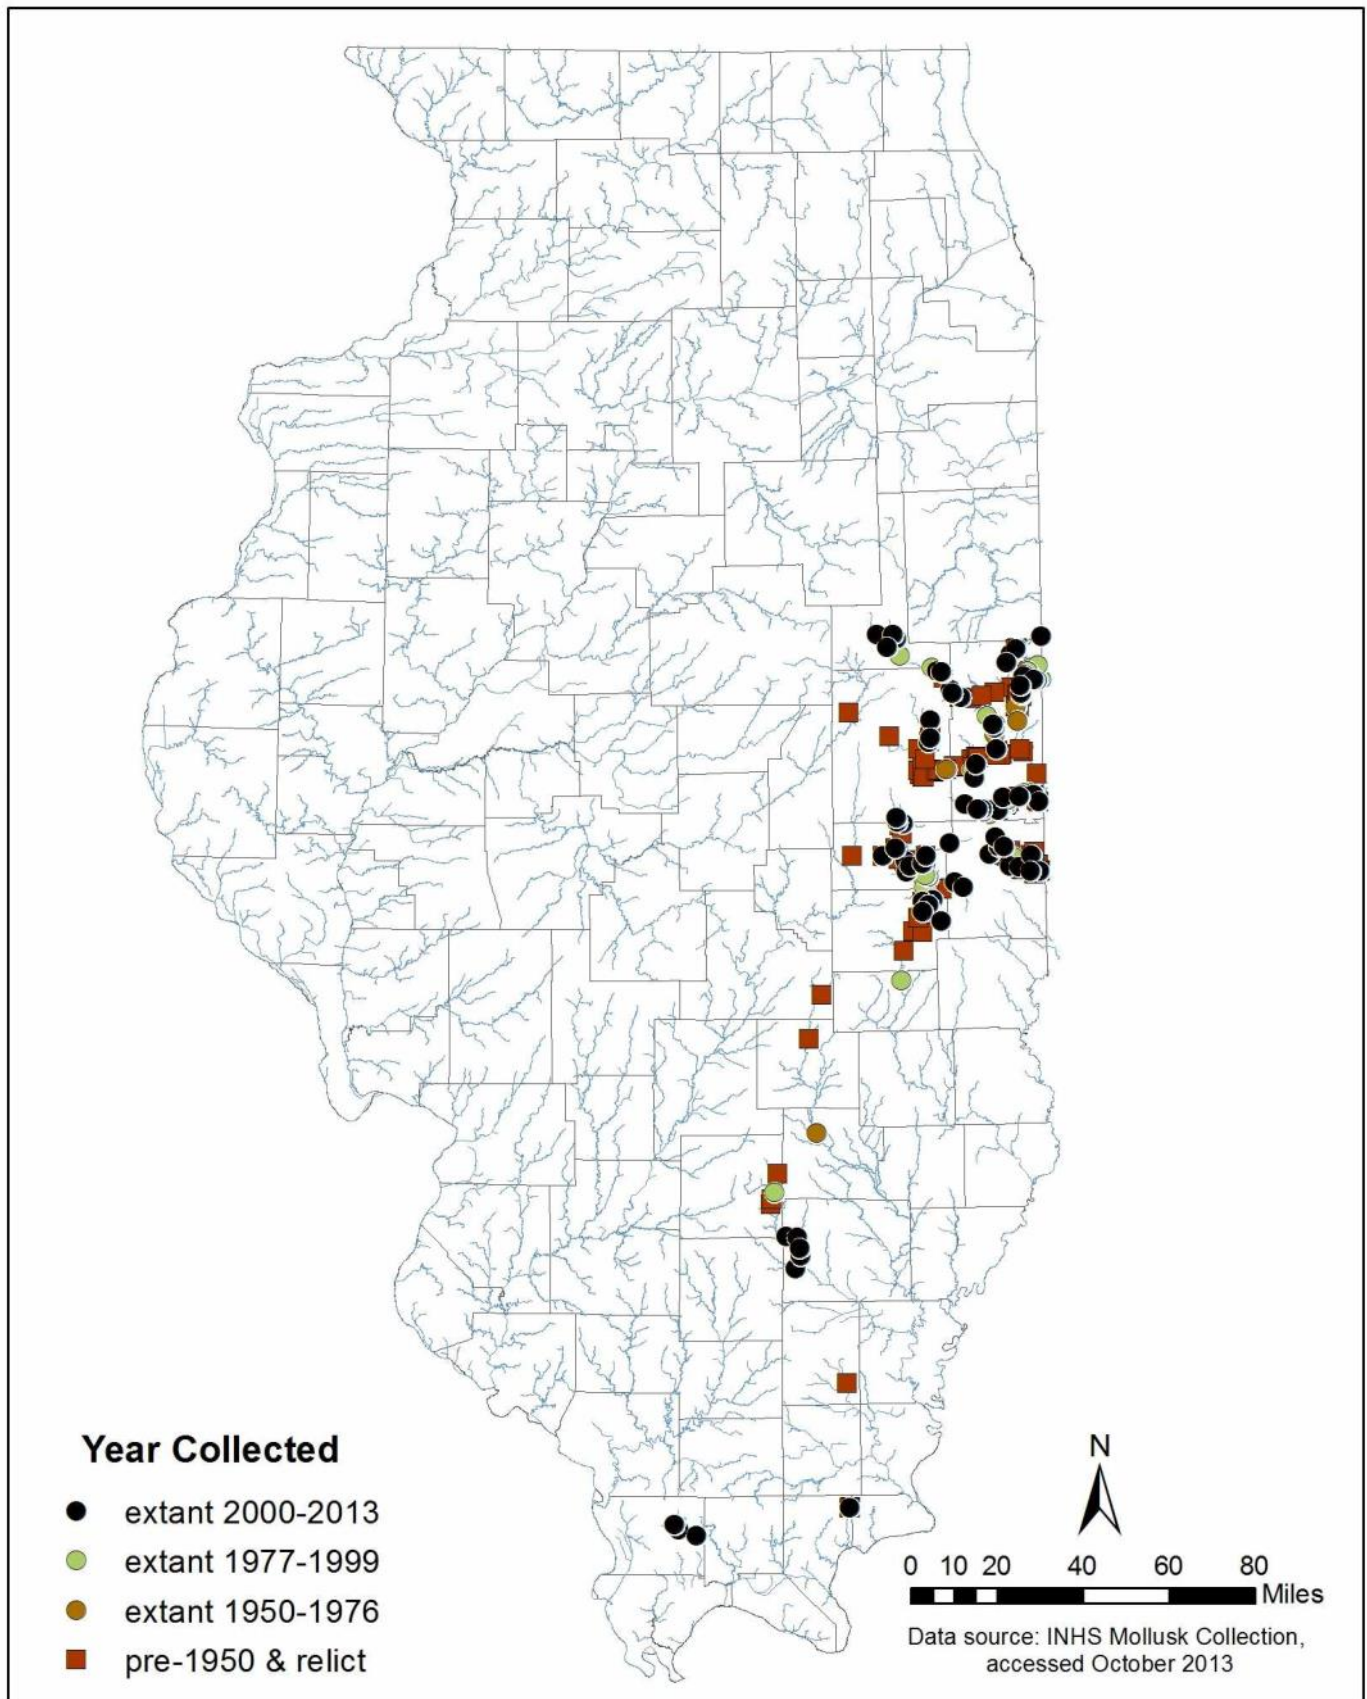 Year Collected
extant 2000-2013
extant 1977-1999
extant 1950-1976
pre-1950 & relict
N
0 10 20 40 60 80
Miles
Data source: INHS Mollusk Collection,
accessed October 2013